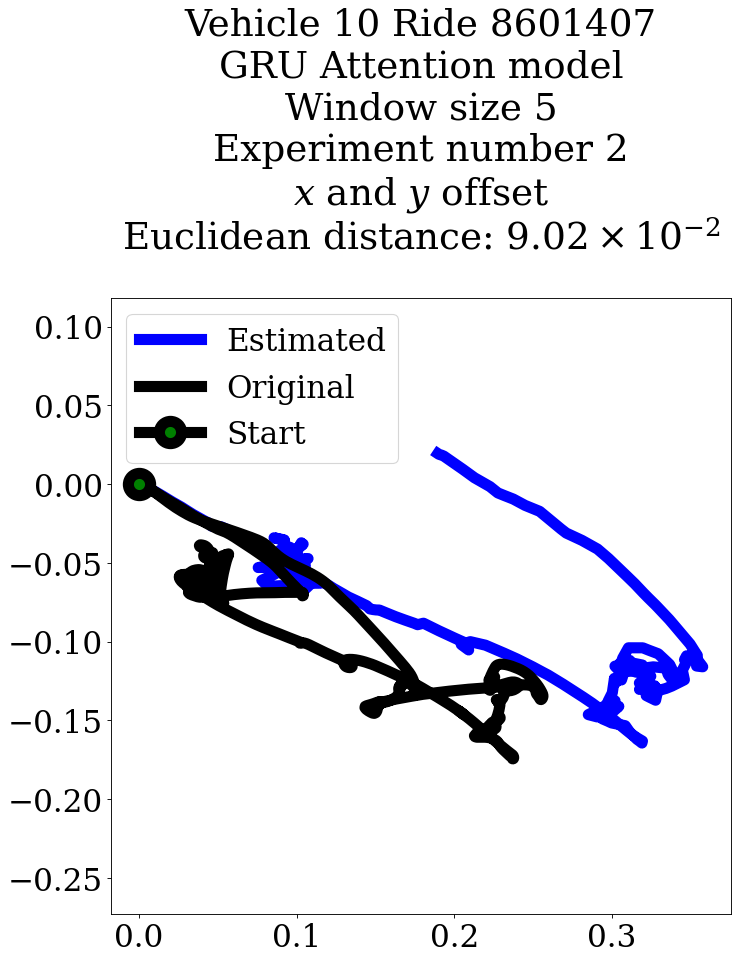 Vehicle 10 Ride 8601407
GRU Attention model
Window size 5
Experiment number 2
x and y offset
Euclidean distance: 9.02 × 10⁻²
Estimated
Original
Start
0.10
0.05
0.00
−0.05
−0.10
−0.15
−0.20
−0.25
0.0 0.1 0.2 0.3